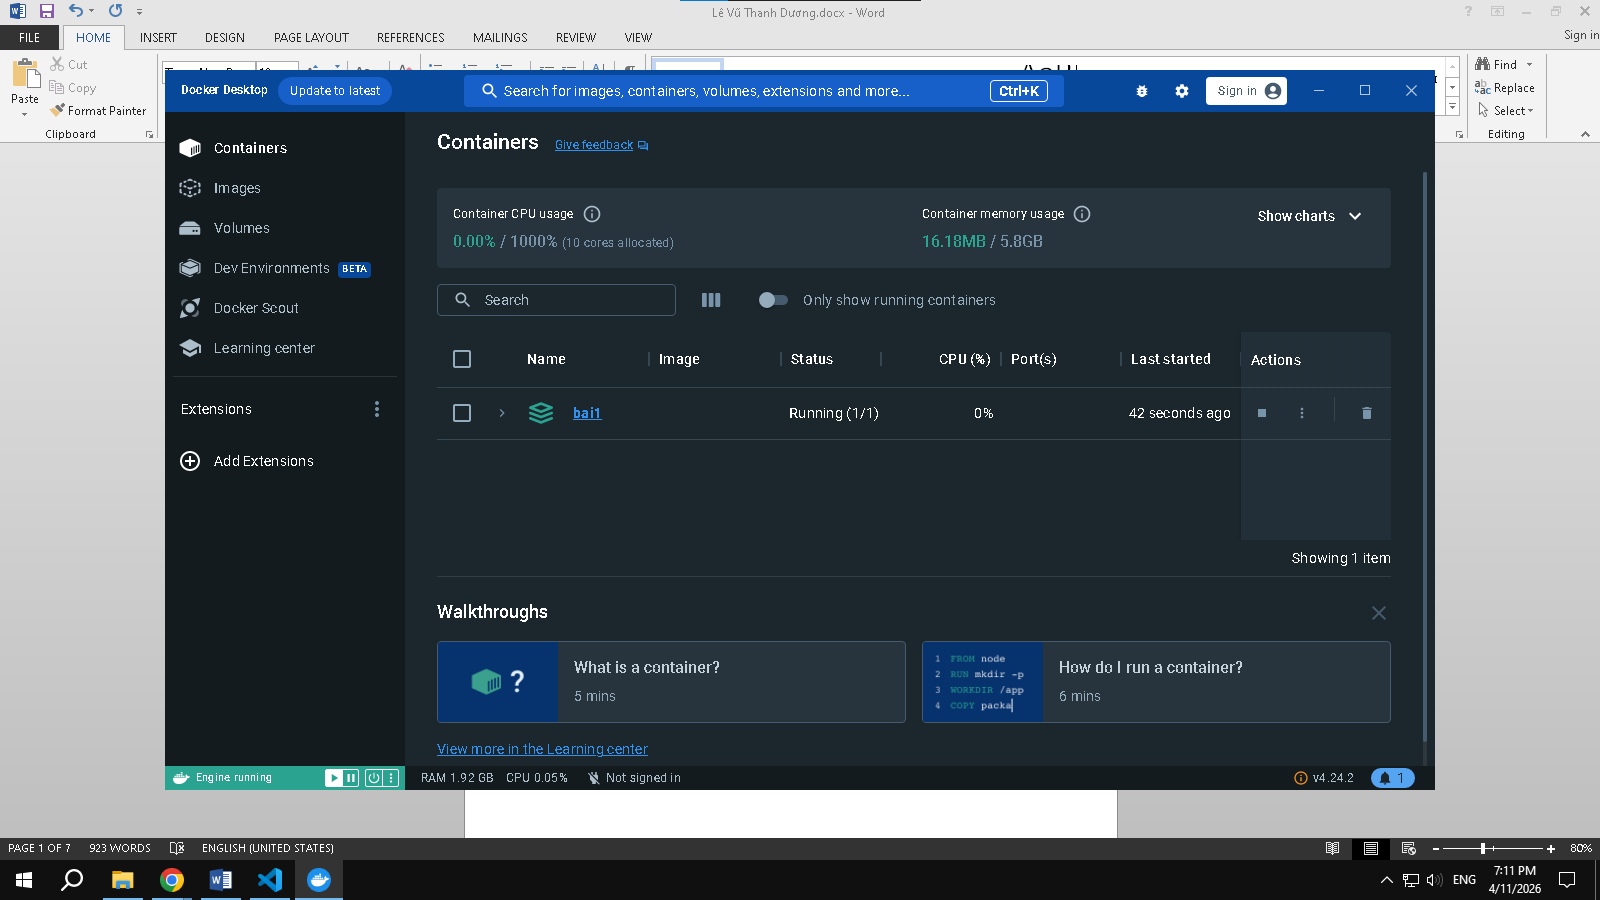 Lê Vũ Thanh Dương.docx - Word
FILE
HOME
INSERT
DESIGN
PAGE LAYOUT
REFERENCES
MAILINGS
REVIEW
VIEW
Sign in
Paste
Cut
Copy
Format Painter
Clipboard
Find
Replace
Select
Editing
Docker Desktop
Update to latest
Search for images, containers, volumes, extensions and more...
Ctrl+K
Sign in
Containers
Images
Volumes
Dev Environments BETA
Docker Scout
Learning center
Extensions
Add Extensions
Containers
Give feedback
Container CPU usage
0.00% / 1000% (10 cores allocated)
Container memory usage
16.18MB / 5.8GB
Show charts
Search
Only show running containers
Name
Image
Status
CPU (%)
Port(s)
Last started
Actions
bai1
Running (1/1)
0%
42 seconds ago
Showing 1 item
Walkthroughs
?
What is a container?
5 mins
1 FROM node
2 RUN mkdir -p
3 WORKDIR /app
4 COPY packa
How do I run a container?
6 mins
View more in the Learning center
Engine running
RAM 1.92 GB
CPU 0.05%
Not signed in
v4.24.2
1
PAGE 1 OF 7
923 WORDS
ENGLISH (UNITED STATES)
80%
ENG
7:11 PM
4/11/2026